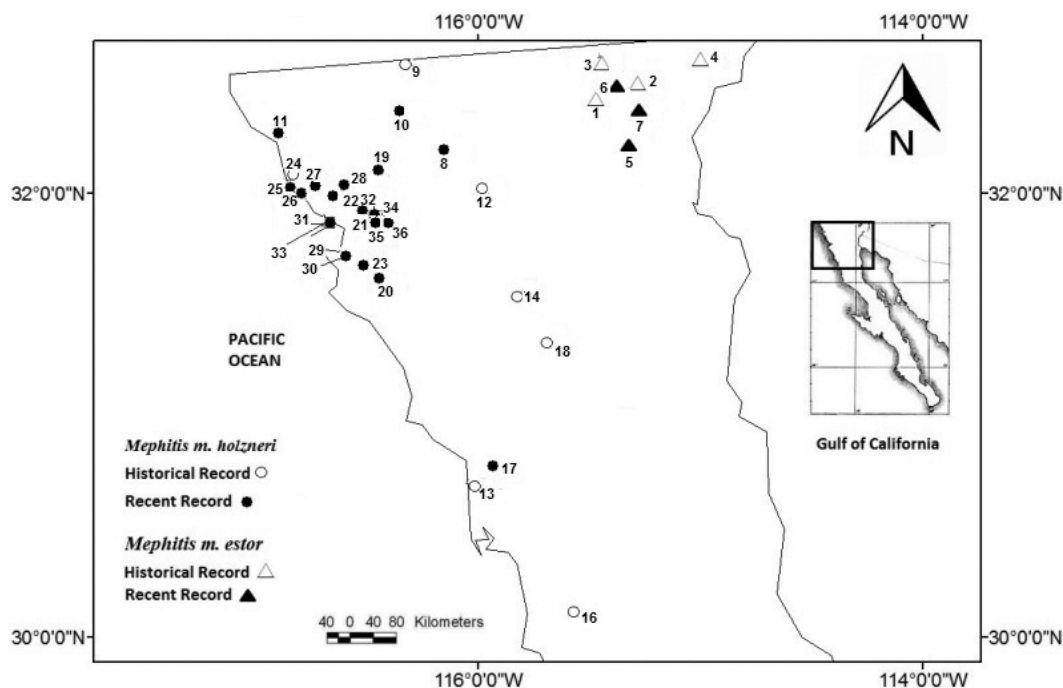 116°0'0"W
114°0'0"W
9
3
4
6
2
1
7
10
5
11
8
19
24
27
28
25
12
32°0'0"N
32°0'0"N
26
22
32
34
31
21
36
35
33
29
23
30
20
14
18
N
PACIFIC
OCEAN
Gulf of California
Mephitis m. holzneri
Historical Record
Recent Record
17
13
Mephitis m. estor
Historical Record
Recent Record
16
40 0 40 80 Kilometers
30°0'0"N
30°0'0"N
116°0'0"W
114°0'0"W